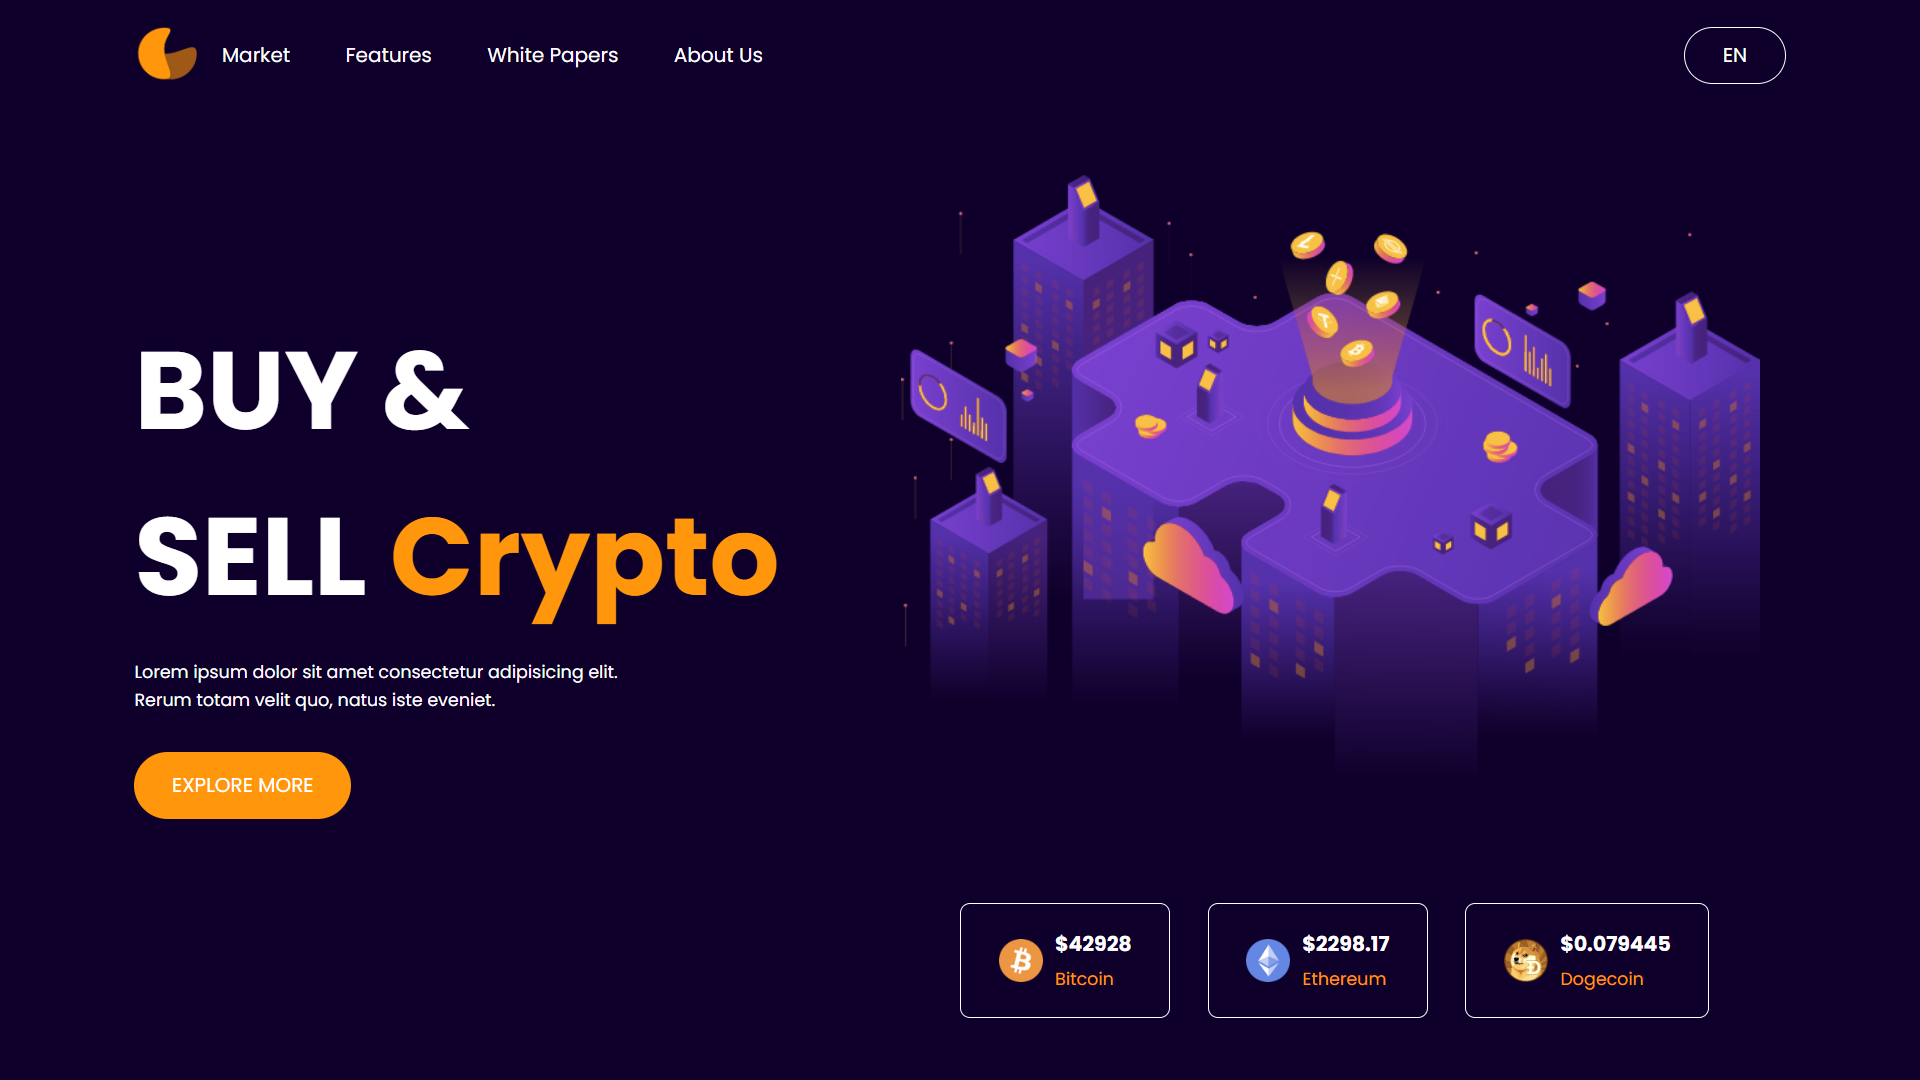 Market Features White Papers About Us EN
BUY &
SELL Crypto
Lorem ipsum dolor sit amet consectetur adipisicing elit.
Rerum totam velit quo, natus iste eveniet.
EXPLORE MORE
$42928
Bitcoin
$2298.17
Ethereum
$0.079445
Dogecoin